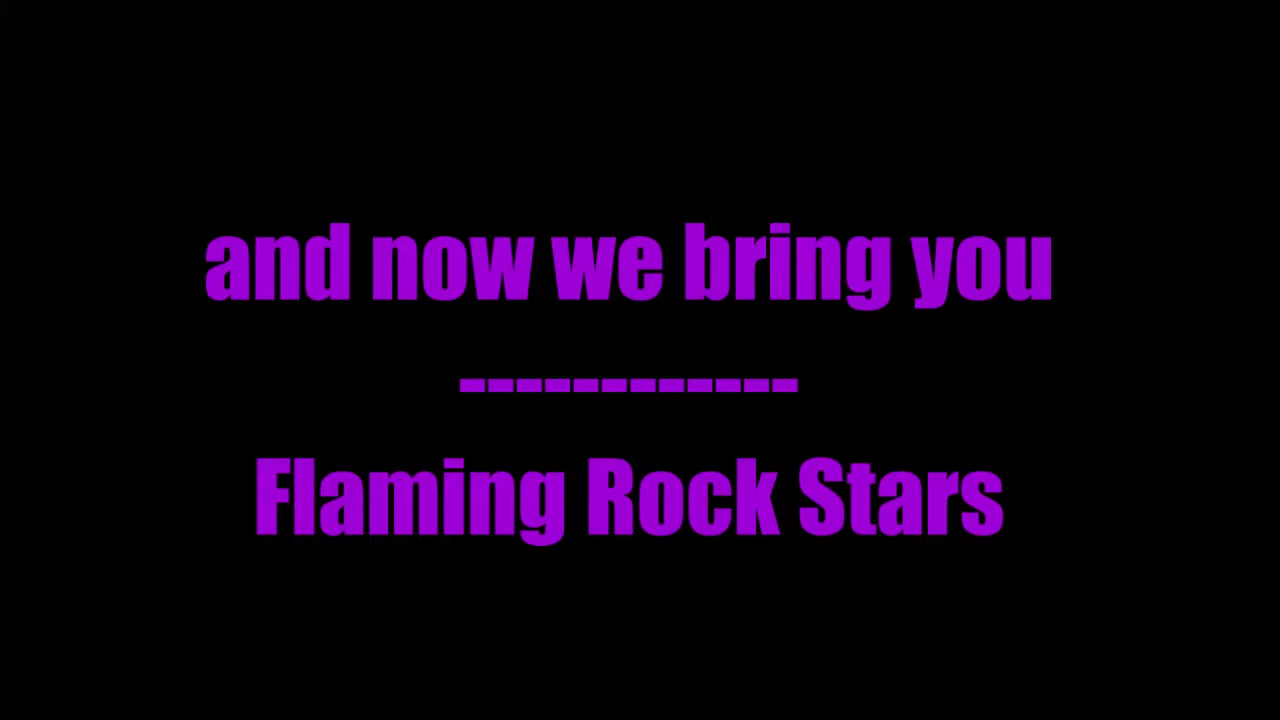 and now we bring you
------------
Flaming Rock Stars